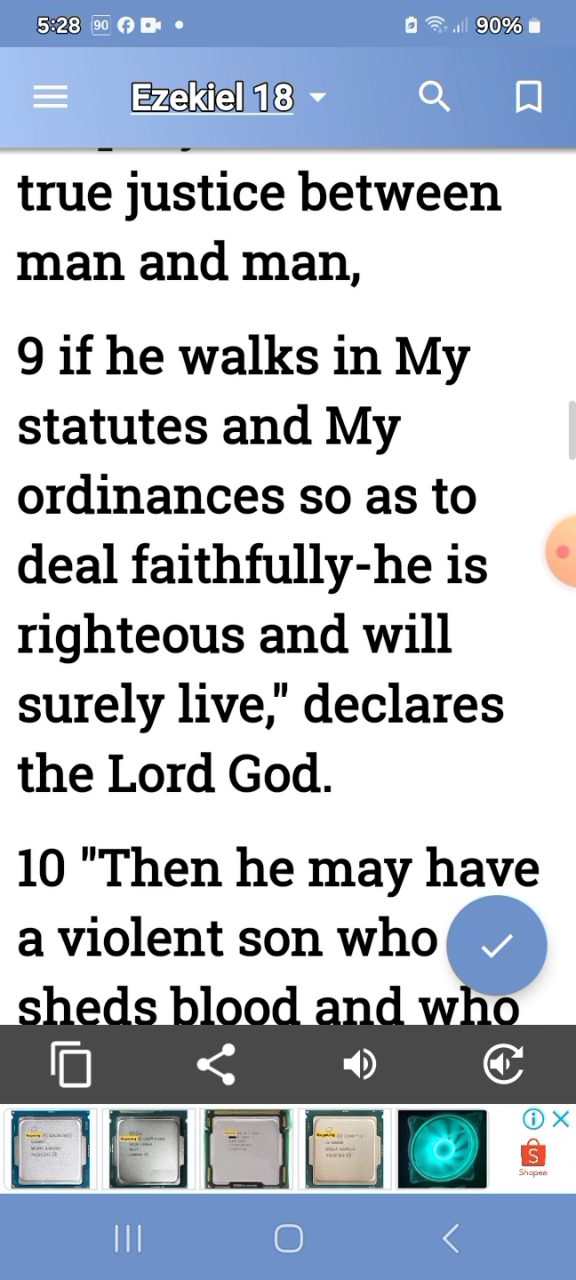 5:28 90 90%
Ezekiel 18
true justice between
man and man,
9 if he walks in My
statutes and My
ordinances so as to
deal faithfully-he is
righteous and will
surely live," declares
the Lord God.
10 "Then he may have
a violent son who
sheds blood and who
Shopee